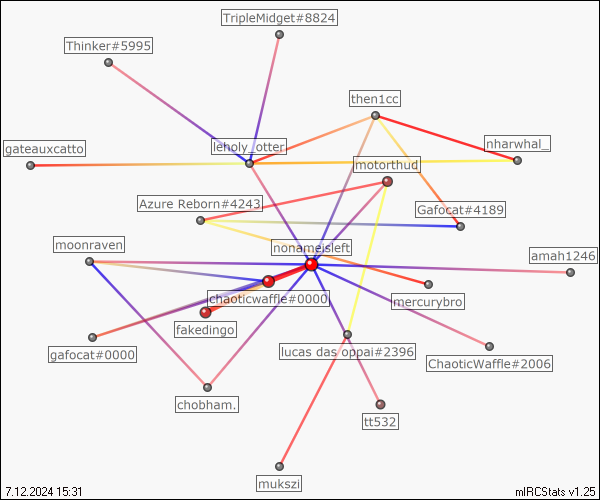 TripleMidget#8824
Thinker#5995
then1cc
nharwhal_
leholy_otter
gateauxcatto
motorthud
Azure Reborn#4243
Gafocat#4189
moonraven
nonameisleft
amah1246
chaoticwaffle#0000
mercurybro
fakedingo
gafocat#0000
lucas das oppai#2396
ChaoticWaffle#2006
chobham.
tt532
mukszi
7.12.2024 15:31
mIRCStats v1.25